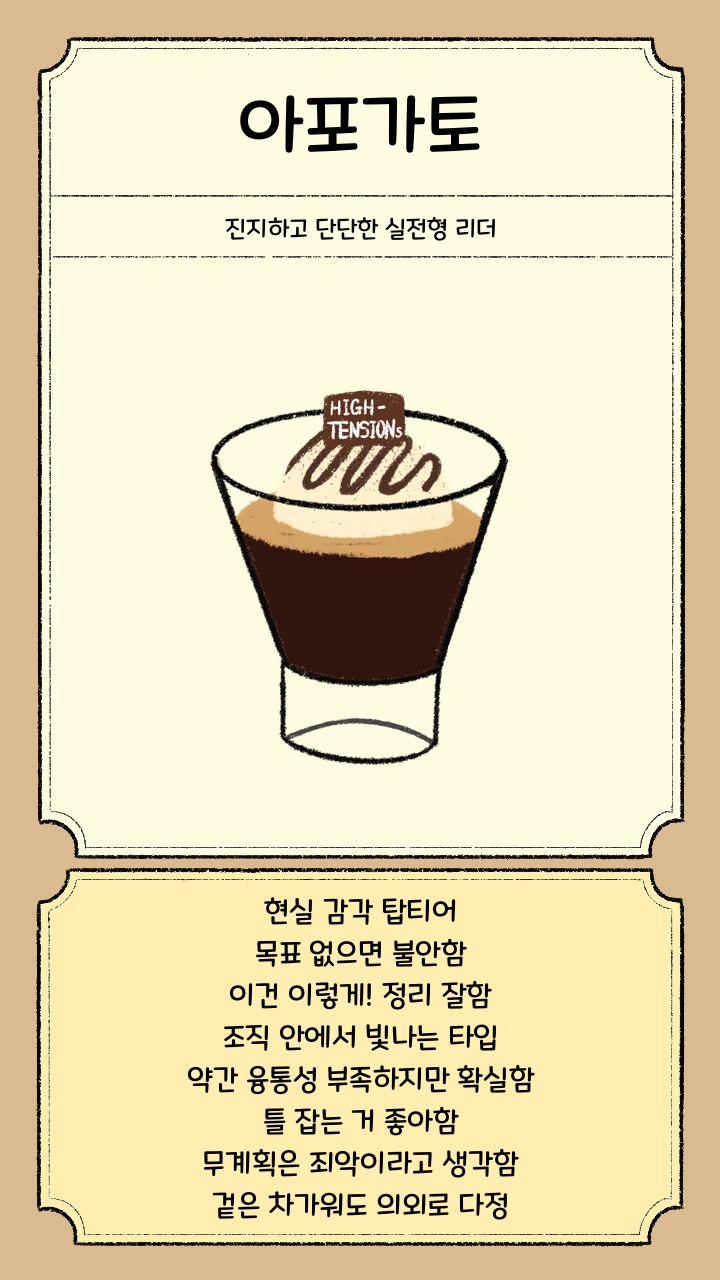 아포가토
진지하고 단단한 실전형 리더
HIGH-
TENSIONs
현실 감각 탑티어
목표 없으면 불안함
이건 이렇게! 정리 잘함
조직 안에서 빛나는 타입
약간 융통성 부족하지만 확실함
틀 잡는 거 좋아함
무계획은 죄악이라고 생각함
겉은 차가워도 의외로 다정